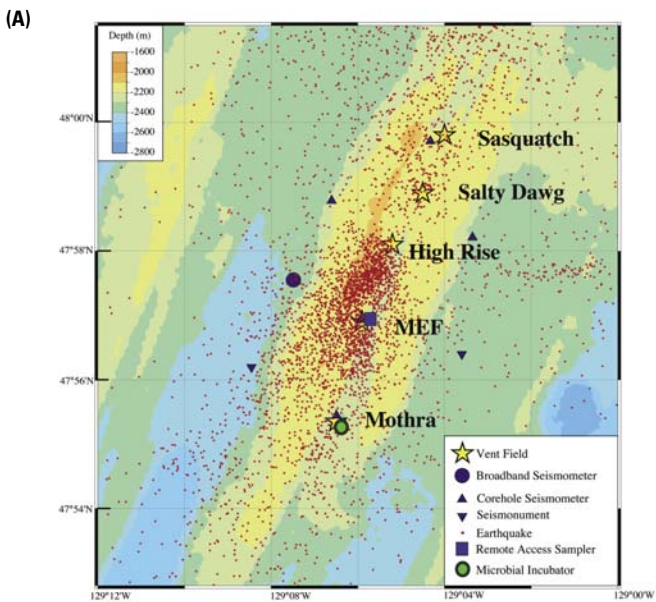 (A)
Depth (m)
-1600
-2000
-2200
-2400
-2600
-2800
48°00'N
47°58'N
47°56'N
47°54'N
Sasquatch
Salty Dawg
High Rise
MEF
Mothra
Vent Field
Broadband Seismometer
Corehole Seismometer
Seismonument
Earthquake
Remote Access Sampler
Microbial Incubator
129°12'W
129°08'W
129°04'W
129°00'W